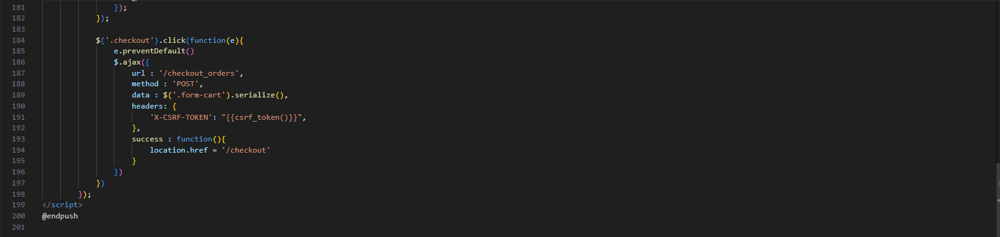 181 });
182 });
183
184 $('.checkout').click(function(e){
185 e.preventDefault()
186 $.ajax({
187 url : '/checkout_orders',
188 method : 'POST',
189 data : $('.form-cart').serialize(),
190 headers: {
191 'X-CSRF-TOKEN': "{{csrf_token()}}",
192 },
193 success : function(){
194 location.href = '/checkout'
195 }
196 })
197 })
198 });
199 </script>
200 @endpush
201